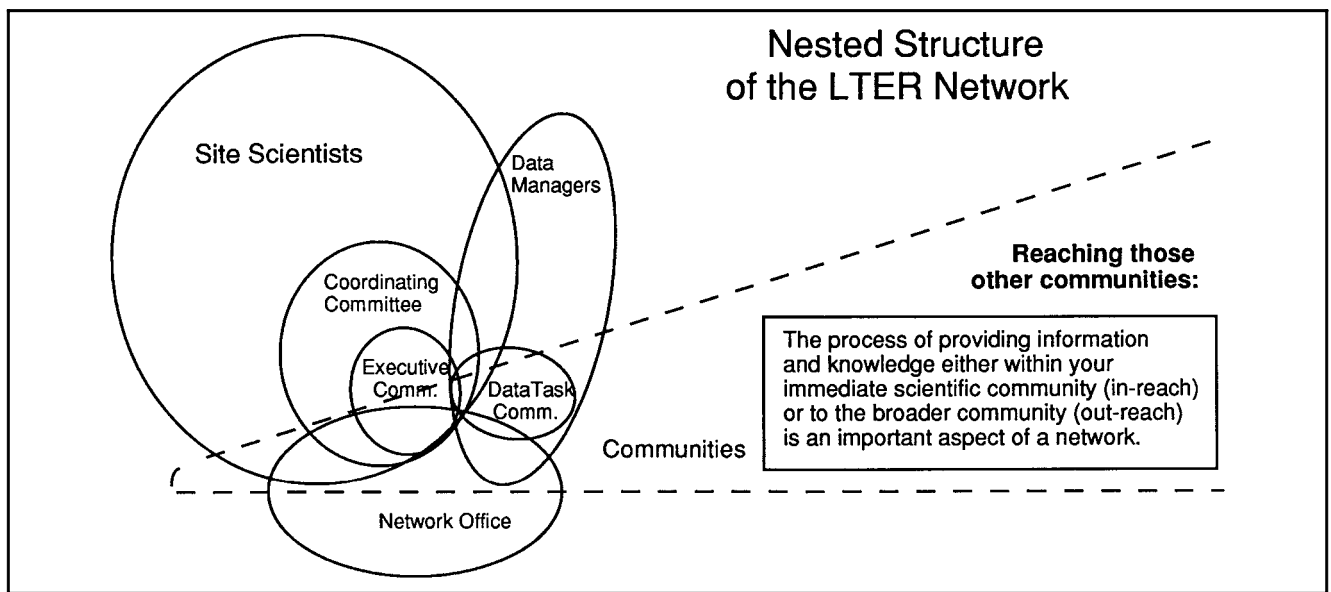 Nested Structure
of the LTER Network
Site Scientists
Data
Managers
Coordinating
Committee
Executive
Comm.
DataTask
Comm.
Communities
Network Office
Reaching those
other communities:
The process of providing information
and knowledge either within your
immediate scientific community (in-reach)
or to the broader community (out-reach)
is an important aspect of a network.